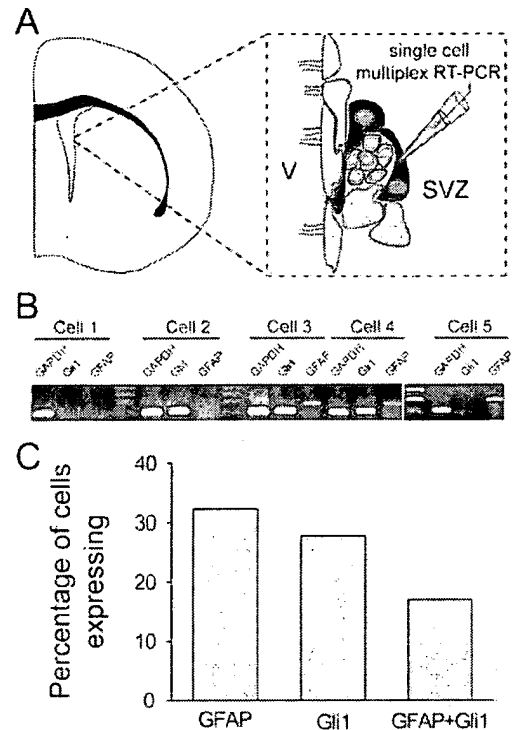 A
single cell
multiplex RT-PCR
V
SVZ
B
Cell 1 Cell 2 Cell 3 Cell 4 Cell 5
GAPDH Gli1 GFAP GAPDH Gli1 GFAP GAPDH Gli1 GFAP GAPDH Gli1 GFAP GAPDH Gli1 GFAP
C
Percentage of cells
expressing
40
30
20
10
0
GFAP Gli1 GFAP+Gli1